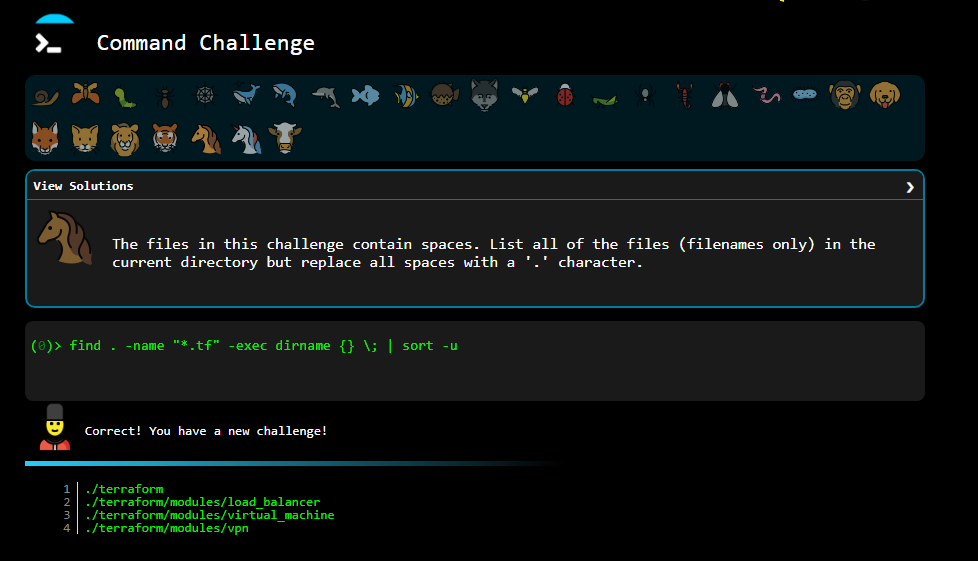 Command Challenge
View Solutions
The files in this challenge contain spaces. List all of the files (filenames only) in the
current directory but replace all spaces with a '.' character.
(0)> find . -name "*.tf" -exec dirname {} \; | sort -u
Correct! You have a new challenge!
1 ./terraform
2 ./terraform/modules/load_balancer
3 ./terraform/modules/virtual_machine
4 ./terraform/modules/vpn